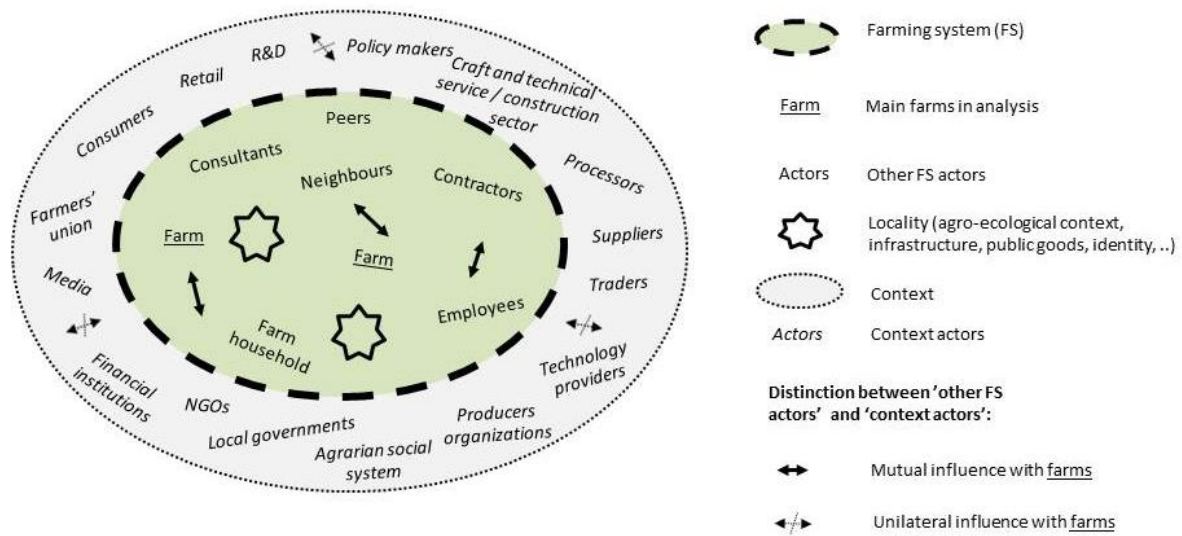 R&D
Policy makers
Retail
Craft and technical
service / construction
sector
Consumers
Peers
Consultants
Neighbours
Contractors
Processors
Farmers'
union
Farm
Farm
Suppliers
Media
Traders
Employees
Farm
household
Financial
institutions
Technology
providers
NGOs
Local governments
Producers
organizations
Agrarian social
system
Farming system (FS)
Farm
Main farms in analysis
Actors
Other FS actors
Locality (agro-ecological context,
infrastructure, public goods, identity, ..)
Context
Actors
Context actors
Distinction between 'other FS
actors' and 'context actors':
Mutual influence with farms
Unilateral influence with farms